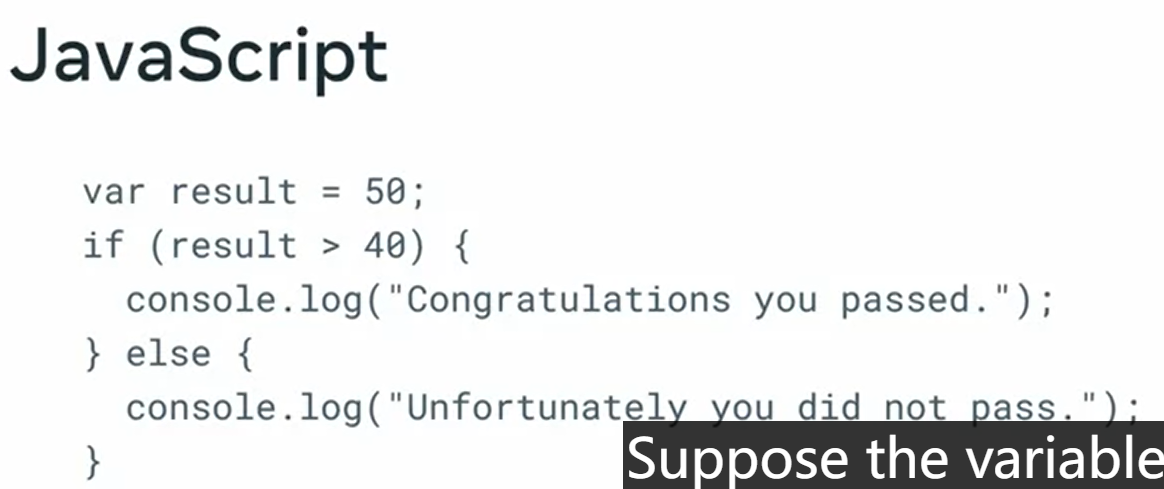 JavaScript
var result = 50;
if (result > 40) {
  console.log("Congratulations you passed.");
} else {
  console.log("Unfortunately you did not pass.");
}
Suppose the variable